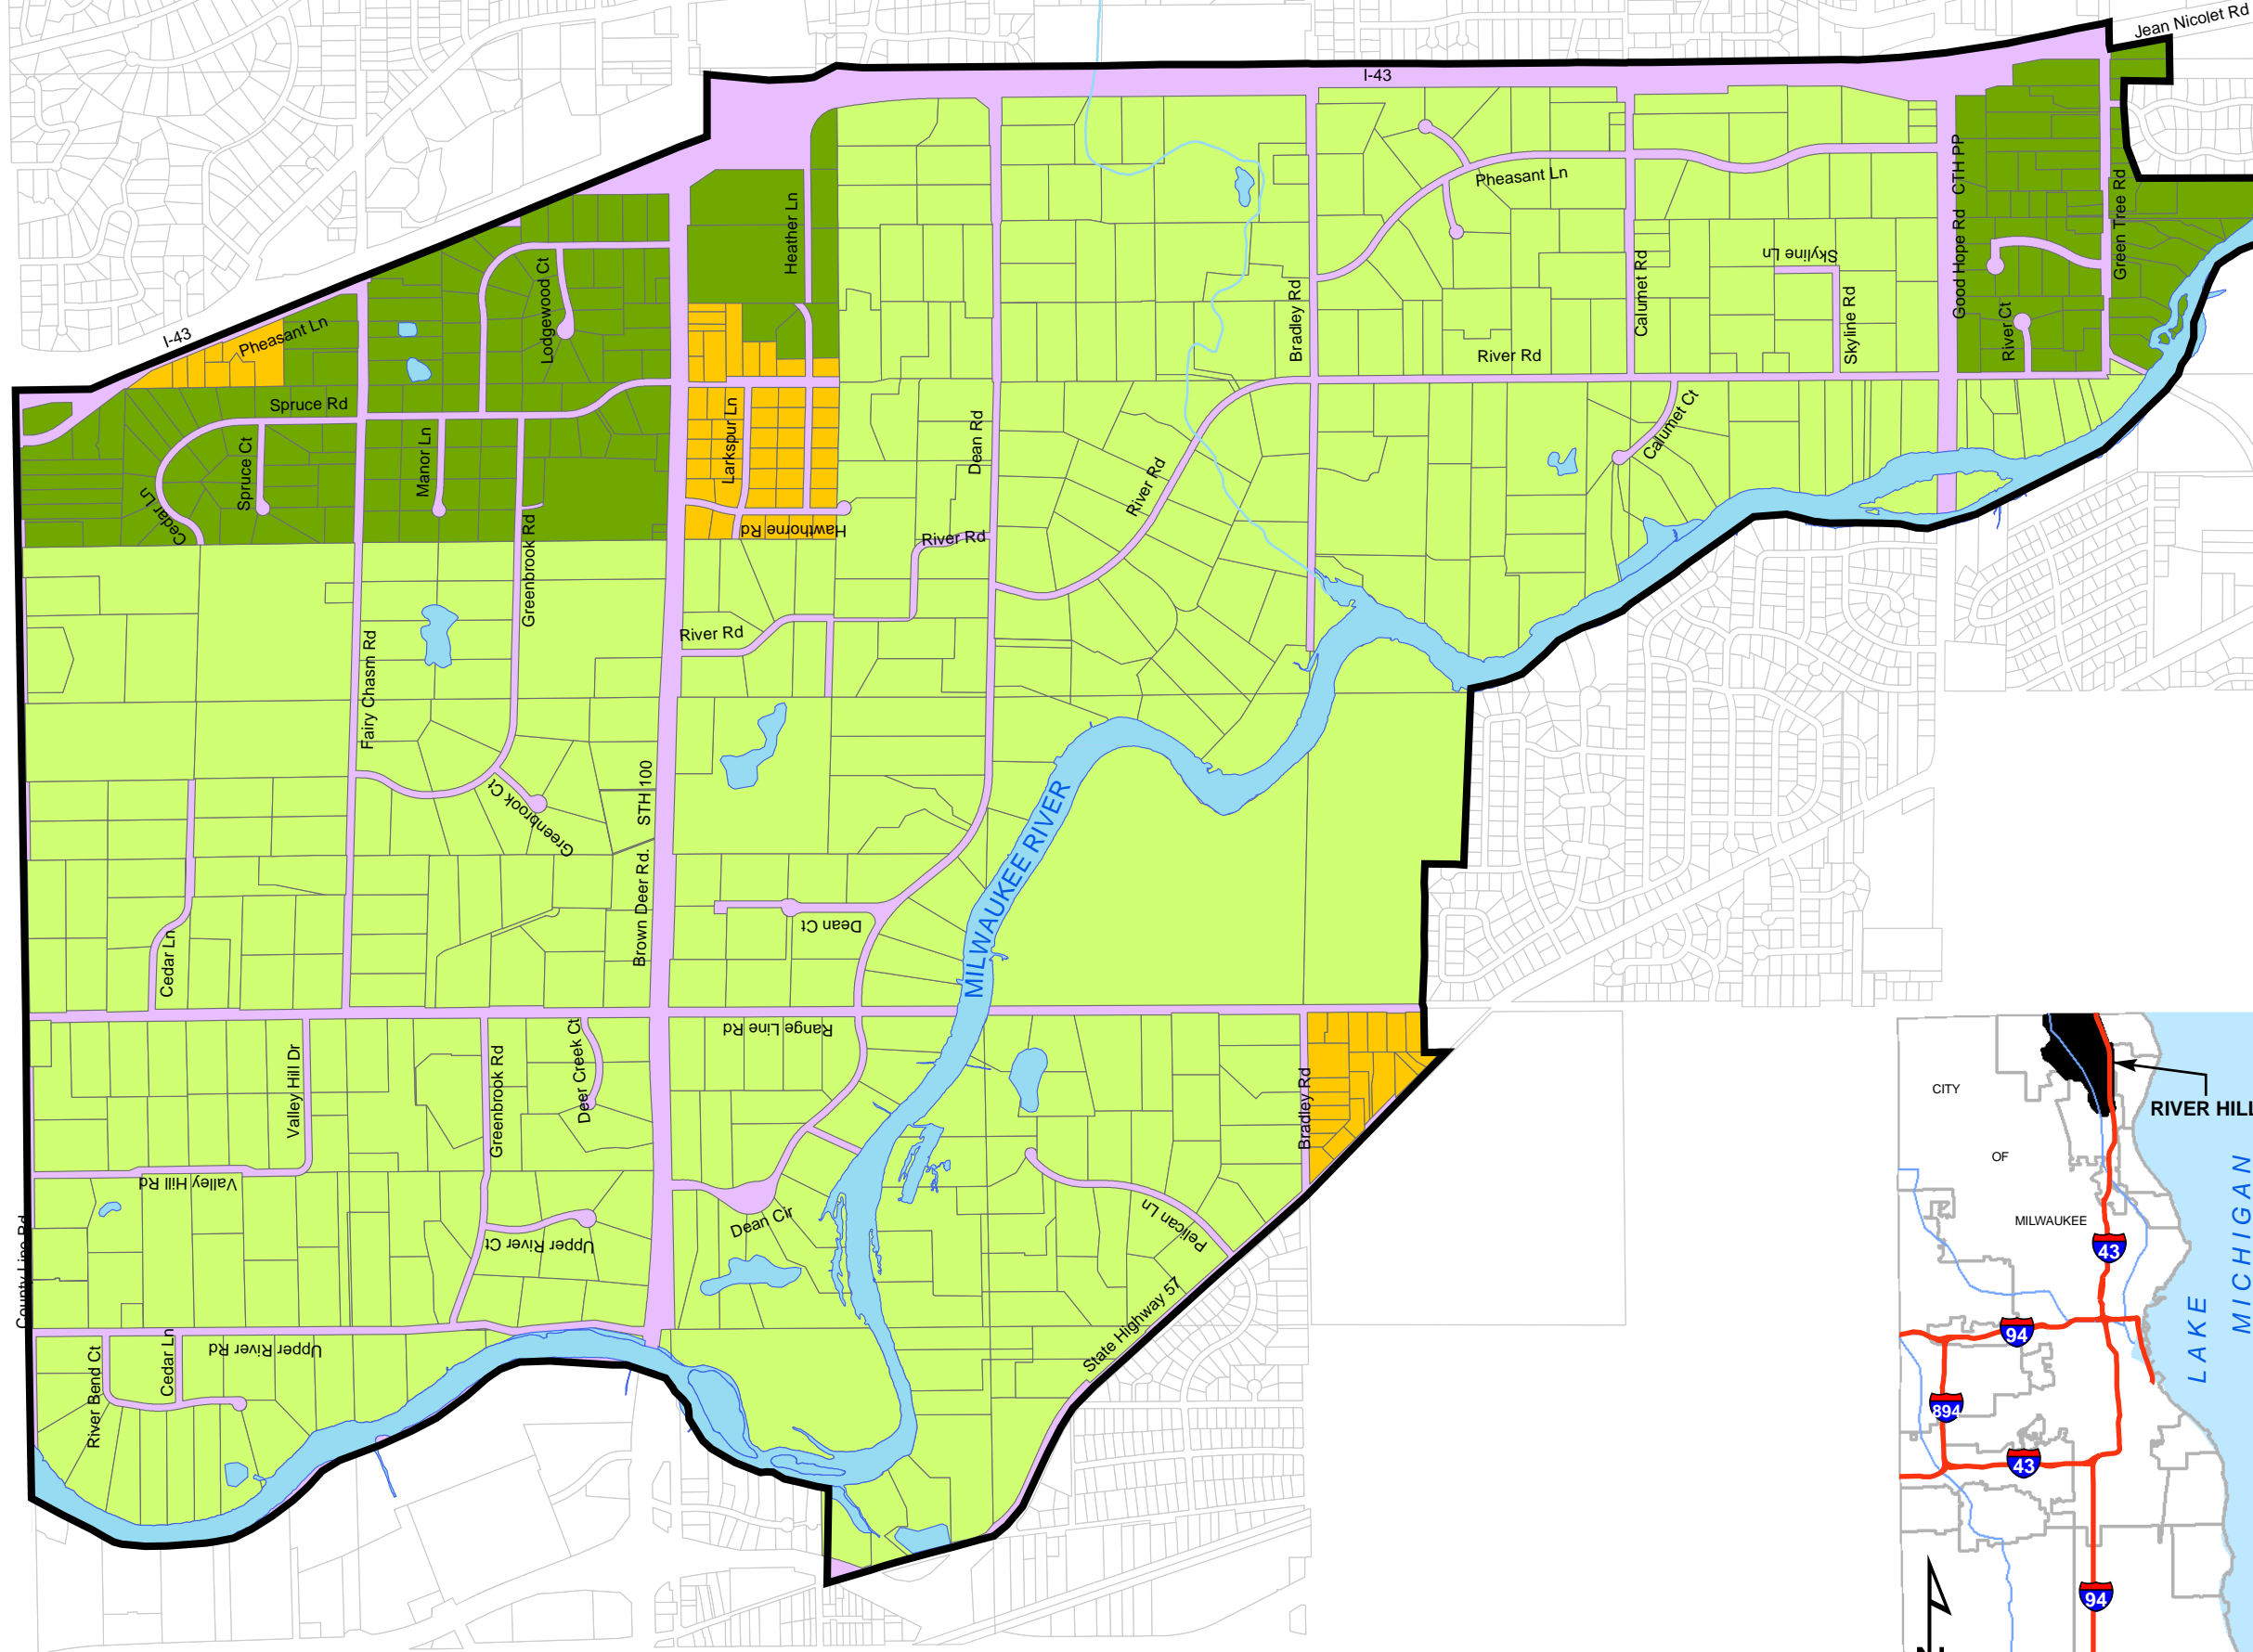 Jean Nicolet Rd
I-43
Pheasant Ln
Good Hope Rd CTH PP
Green Tree Rd
Heather Ln
Lodgewood Ct
Skyline Ln
Calumet Rd
Bradley Rd
Skyline Rd
River Ct
I-43
Pheasant Ln
River Rd
Spruce Rd
Larkspur Ln
Dean Rd
Calumet Ct
Manor Ln
Spruce Ct
Cedar Ln
River Rd
Hawthorne Rd
River Rd
Greenbrook Rd
River Rd
Fairy Chasm Rd
STH 100
Greenbrook Ct
MILWAUKEE RIVER
Brown Deer Rd.
Dean Ct
Cedar Ln
Range Line Rd
Valley Hill Dr
Greenbrook Rd
Deer Creek Ct
Bradley Rd
Valley Hill Rd
Dean Cir
Pelican Ln
Upper River Ct
County Line Rd
State Highway 57
Upper River Rd
River Bend Ct
Cedar Ln
CITY
OF
MILWAUKEE
RIVER HILL
LAKE
MICHIGAN
43
94
894
43
94
N